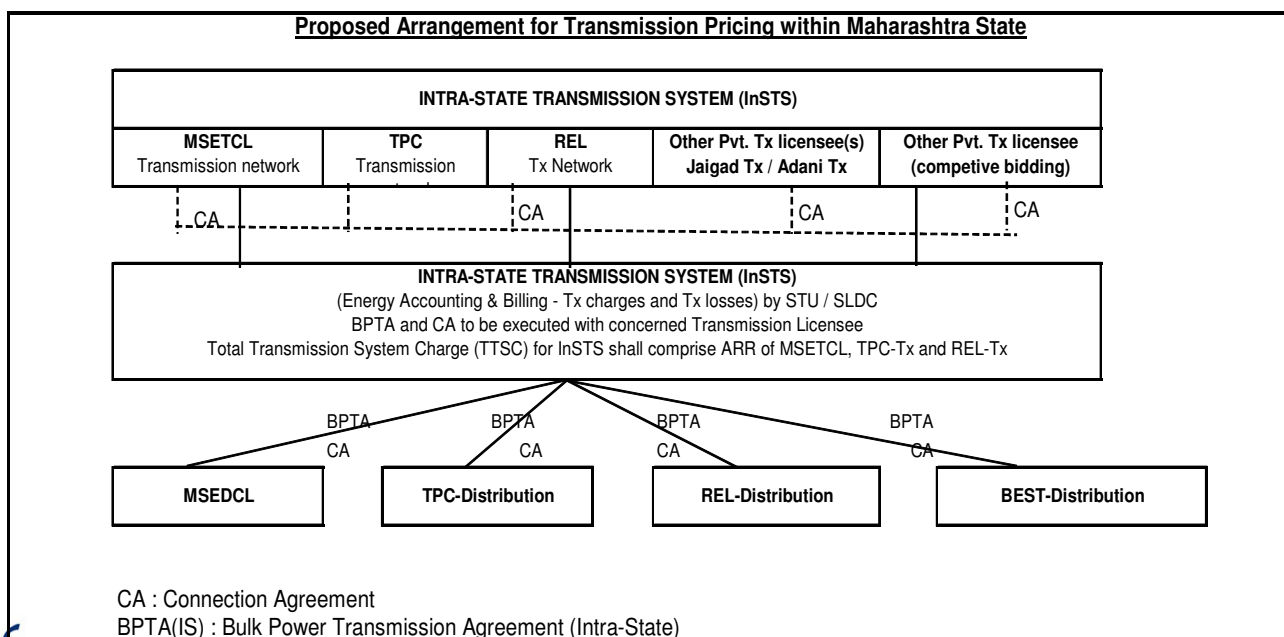 Proposed Arrangement for Transmission Pricing within Maharashtra State
INTRA-STATE TRANSMISSION SYSTEM (InSTS)
MSETCL
Transmission network
TPC
Transmission
REL
Tx Network
Other Pvt. Tx licensee(s)
Jaigad Tx / Adani Tx
Other Pvt. Tx licensee
(competive bidding)
CA
CA
CA
CA
INTRA-STATE TRANSMISSION SYSTEM (InSTS)
(Energy Accounting & Billing - Tx charges and Tx losses) by STU / SLDC
BPTA and CA to be executed with concerned Transmission Licensee
Total Transmission System Charge (TTSC) for InSTS shall comprise ARR of MSETCL, TPC-Tx and REL-Tx
BPTA BPTA BPTA BPTA
CA CA CA CA
MSEDCL
TPC-Distribution
REL-Distribution
BEST-Distribution
CA : Connection Agreement
BPTA(IS) : Bulk Power Transmission Agreement (Intra-State)